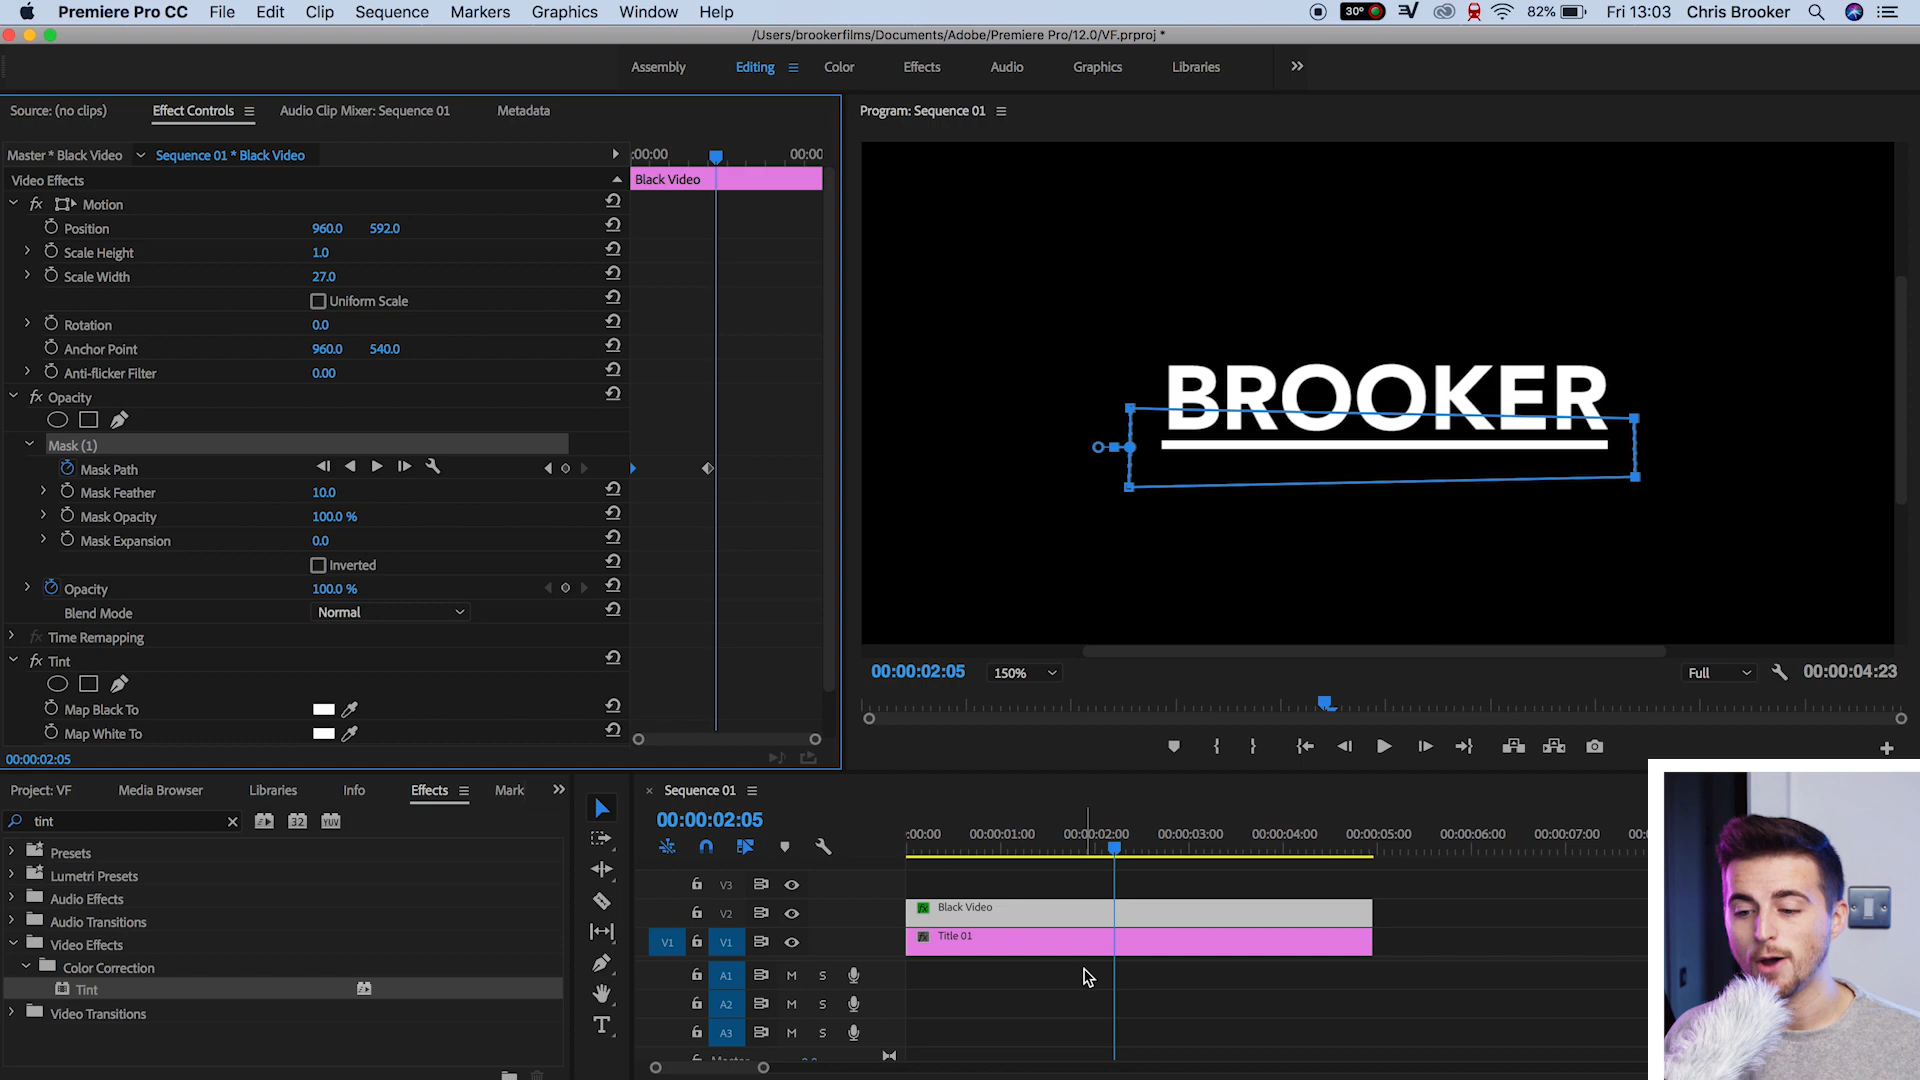 Premiere Pro CC File Edit Clip Sequence Markers Graphics Window Help 30° 82% Fri 13:03 Chris Brooker
/Users/brookerfilms/Documents/Adobe/Premiere Pro/12.0/VF.prproj *
Assembly Editing Color Effects Audio Graphics Libraries
Source: (no clips) Effect Controls Audio Clip Mixer: Sequence 01 Metadata
Program: Sequence 01
Master * Black Video Sequence 01 * Black Video
:00:00 00:00
Video Effects
Black Video
fx Motion
Position 960.0 592.0
Scale Height 1.0
Scale Width 27.0
Uniform Scale
Rotation 0.0
Anchor Point 960.0 540.0
Anti-flicker Filter 0.00
fx Opacity
Mask (1)
Mask Path
Mask Feather 10.0
Mask Opacity 100.0 %
Mask Expansion 0.0
Inverted
Opacity 100.0 %
Blend Mode Normal
fx Time Remapping
fx Tint
Map Black To
Map White To
00:00:02:05
BROOKER
00:00:02:05 150% Full 00:00:04:23
Project: VF Media Browser Libraries Info Effects Mark
tint 32 YUV
Presets
Lumetri Presets
Audio Effects
Audio Transitions
Video Effects
Color Correction
Tint
Video Transitions
Sequence 01
00:00:02:05
:00:00 00:00:01:00 00:00:02:00 00:00:03:00 00:00:04:00 00:00:05:00 00:00:06:00 00:00:07:00
V3
V2 fx Black Video
V1 V1 fx Title 01
A1 M S
A2 M S
A3 M S